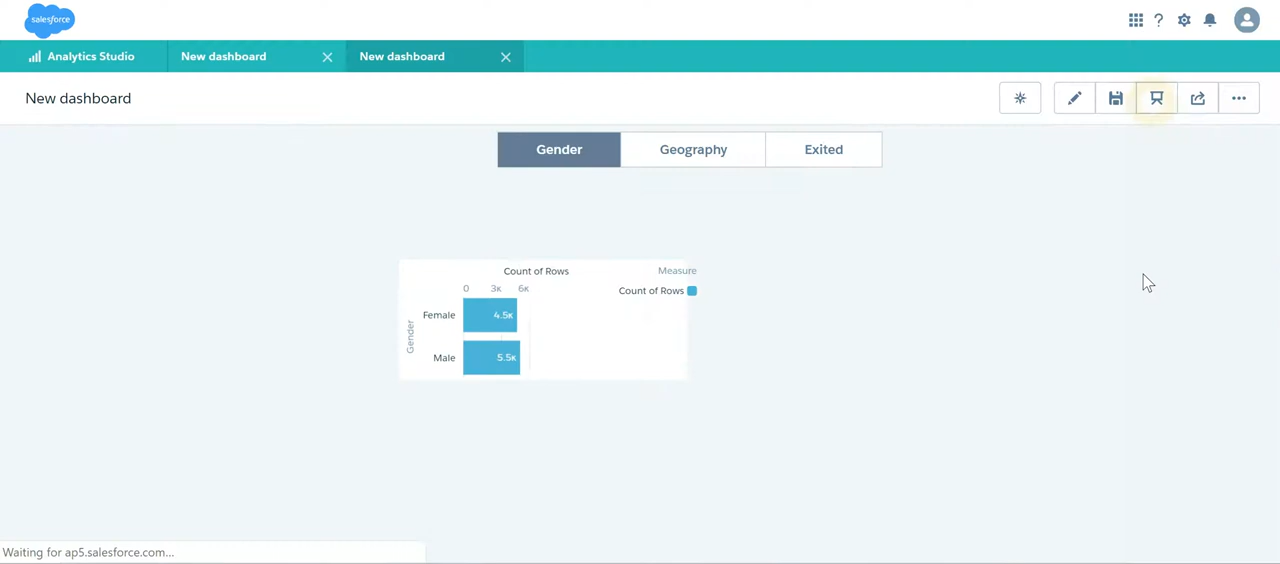 salesforce
?
Analytics Studio
New dashboard
New dashboard
New dashboard
Gender
Geography
Exited
Count of Rows
Measure
0 3K 6K
Count of Rows
Female
4.5K
Gender
Male
5.5K
Waiting for ap5.salesforce.com...